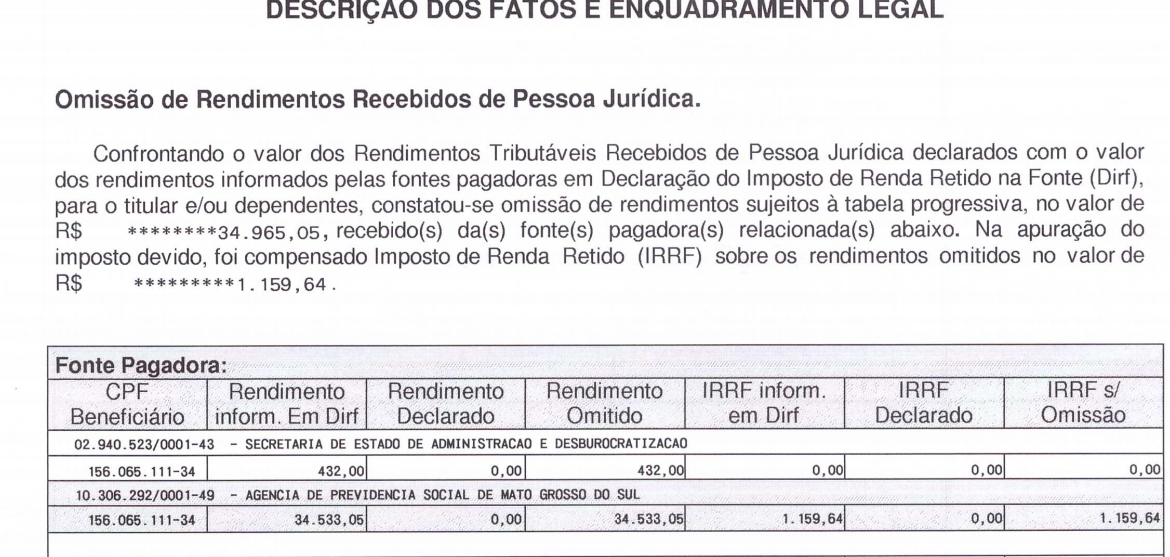 DESCRIÇÃO DOS FATOS E ENQUADRAMENTO LEGAL
Omissão de Rendimentos Recebidos de Pessoa Jurídica.
Confrontando o valor dos Rendimentos Tributáveis Recebidos de Pessoa Jurídica declarados com o valor
dos rendimentos informados pelas fontes pagadoras em Declaração do Imposto de Renda Retido na Fonte (Dirf),
para o titular e/ou dependentes, constatou-se omissão de rendimentos sujeitos à tabela progressiva, no valor de
R$ ********34.965,05, recebido(s) da(s) fonte(s) pagadora(s) relacionada(s) abaixo. Na apuração do
imposto devido, foi compensado Imposto de Renda Retido (IRRF) sobre os rendimentos omitidos no valor de
R$ *********1.159,64.
Fonte Pagadora:
CPF Rendimento Rendimento Rendimento IRRF inform. IRRF IRRF s/
Beneficiário inform. Em Dirf Declarado Omitido em Dirf Declarado Omissão
02.940.523/0001-43 - SECRETARIA DE ESTADO DE ADMINISTRACAO E DESBUROCRATIZACAO
156.065.111-34 432,00 0,00 432,00 0,00 0,00 0,00
10.306.292/0001-49 - AGENCIA DE PREVIDENCIA SOCIAL DE MATO GROSSO DO SUL
156.065.111-34 34.533,05 0,00 34.533,05 1.159,64 0,00 1.159,64